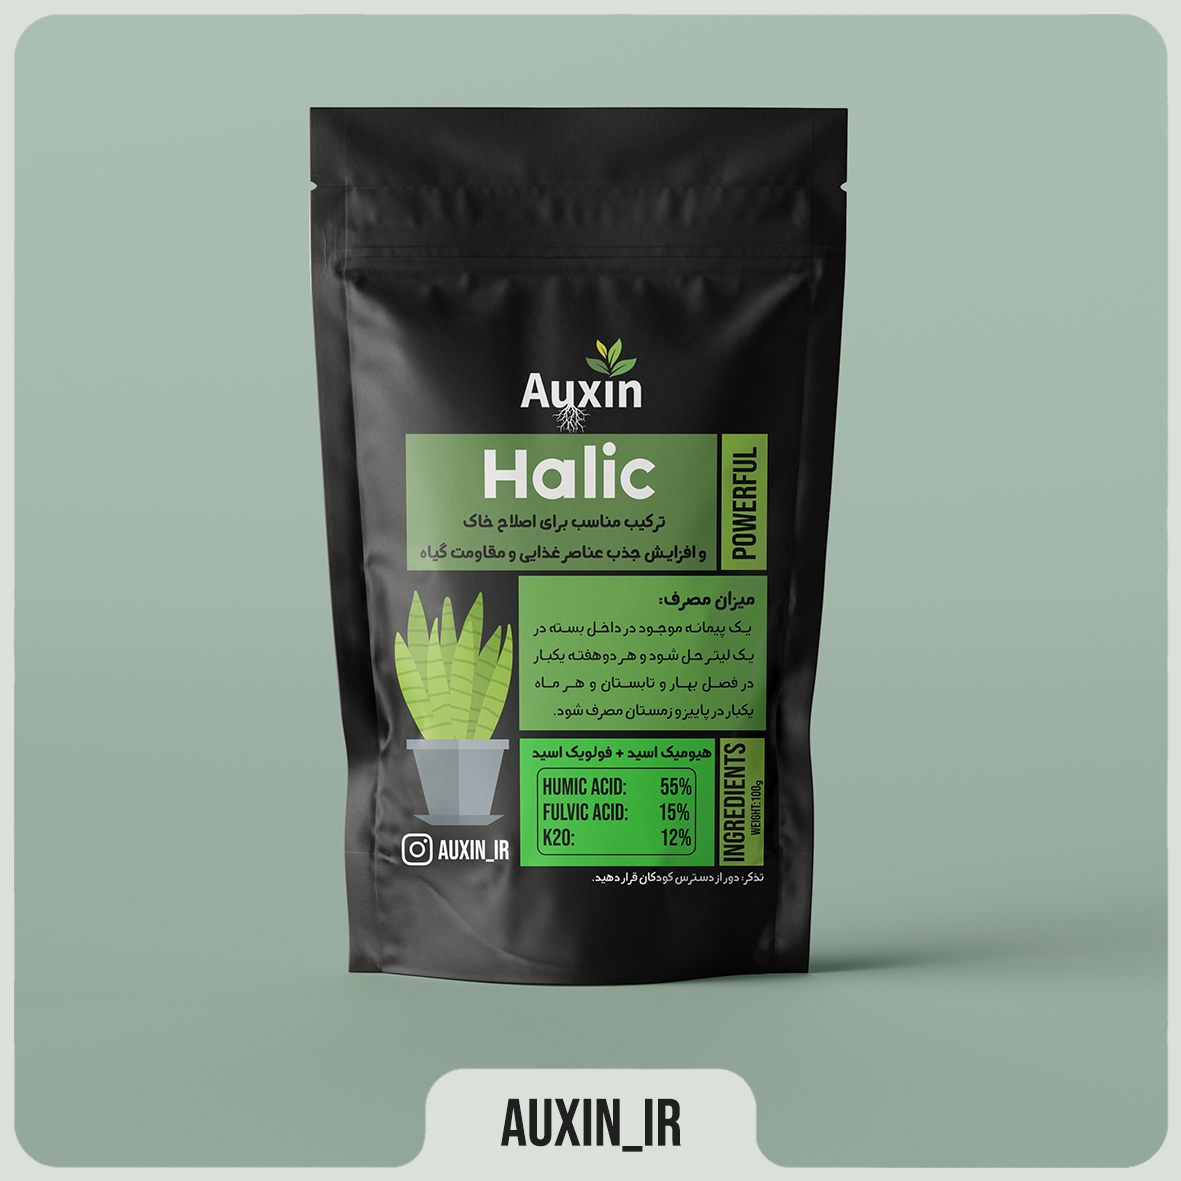 Auxin
Halic
POWERFUL
ترکیب مناسب برای اصلاح خاک
و افزایش جذب عناصر غذایی و مقاومت گیاه
میزان مصرف:
یک پیمانه موجود در داخل بسته در
یک لیتر حل شود و هر دو هفته یکبار
در فصل بهار و تابستان و هر ماه
یکبار در پاییز و زمستان مصرف شود.
هیومیک اسید + فولویک اسید
HUMIC ACID: 55%
FULVIC ACID: 15%
K2O: 12%
INGREDIENTS
WEIGHT:100g
AUXIN_IR
تذکر: دور از دسترس کودکان قرار دهید.
AUXIN_IR